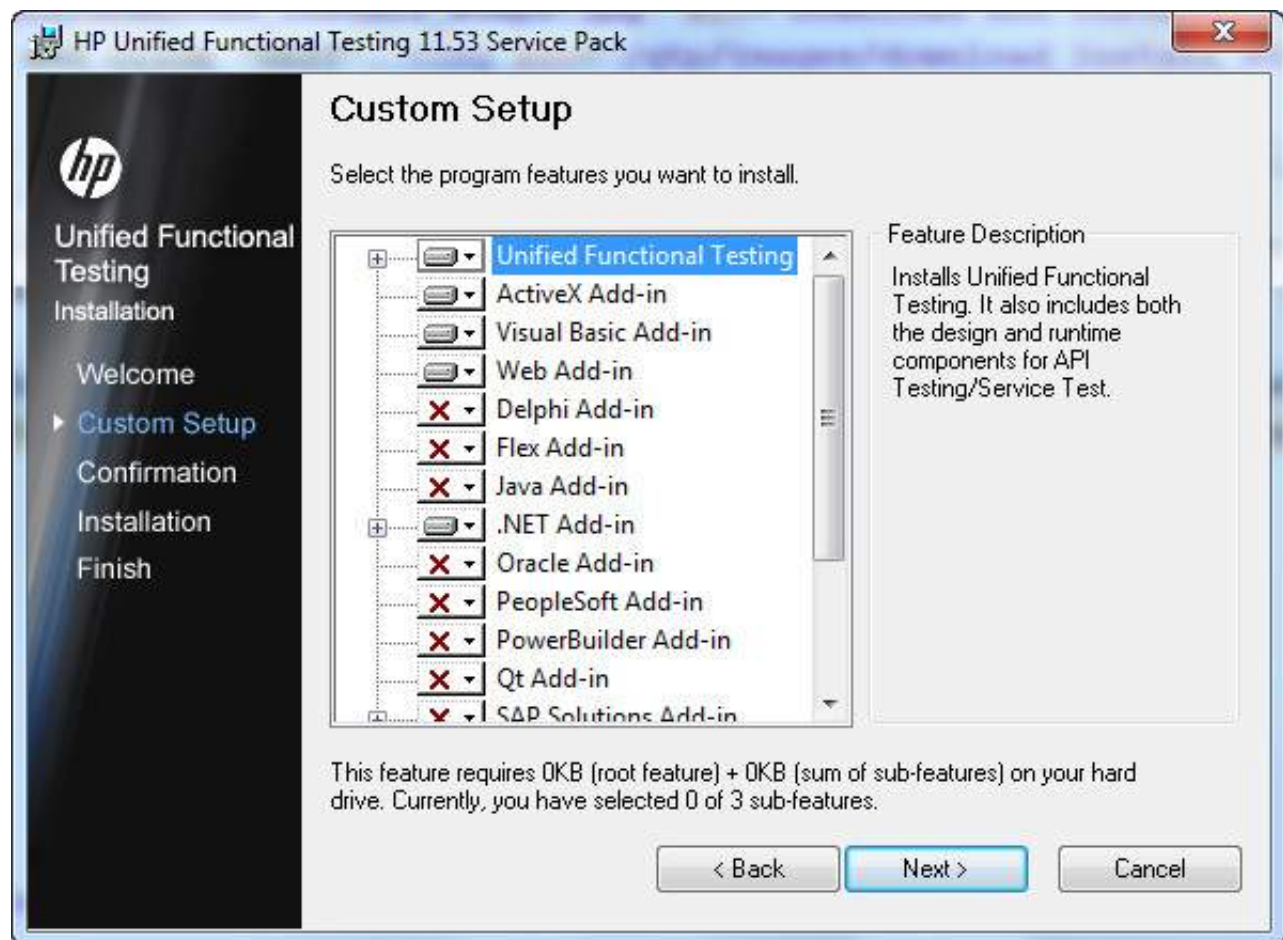 HP Unified Functional Testing 11.53 Service Pack
hp
Unified Functional
Testing
Installation
Welcome
Custom Setup
Confirmation
Installation
Finish
Custom Setup
Select the program features you want to install.
Unified Functional Testing
ActiveX Add-in
Visual Basic Add-in
Web Add-in
Delphi Add-in
Flex Add-in
Java Add-in
.NET Add-in
Oracle Add-in
PeopleSoft Add-in
PowerBuilder Add-in
Qt Add-in
SAP Solutions Add-in
Feature Description
Installs Unified Functional
Testing. It also includes both
the design and runtime
components for API
Testing/Service Test.
This feature requires 0KB (root feature) + 0KB (sum of sub-features) on your hard
drive. Currently, you have selected 0 of 3 sub-features.
< Back
Next >
Cancel